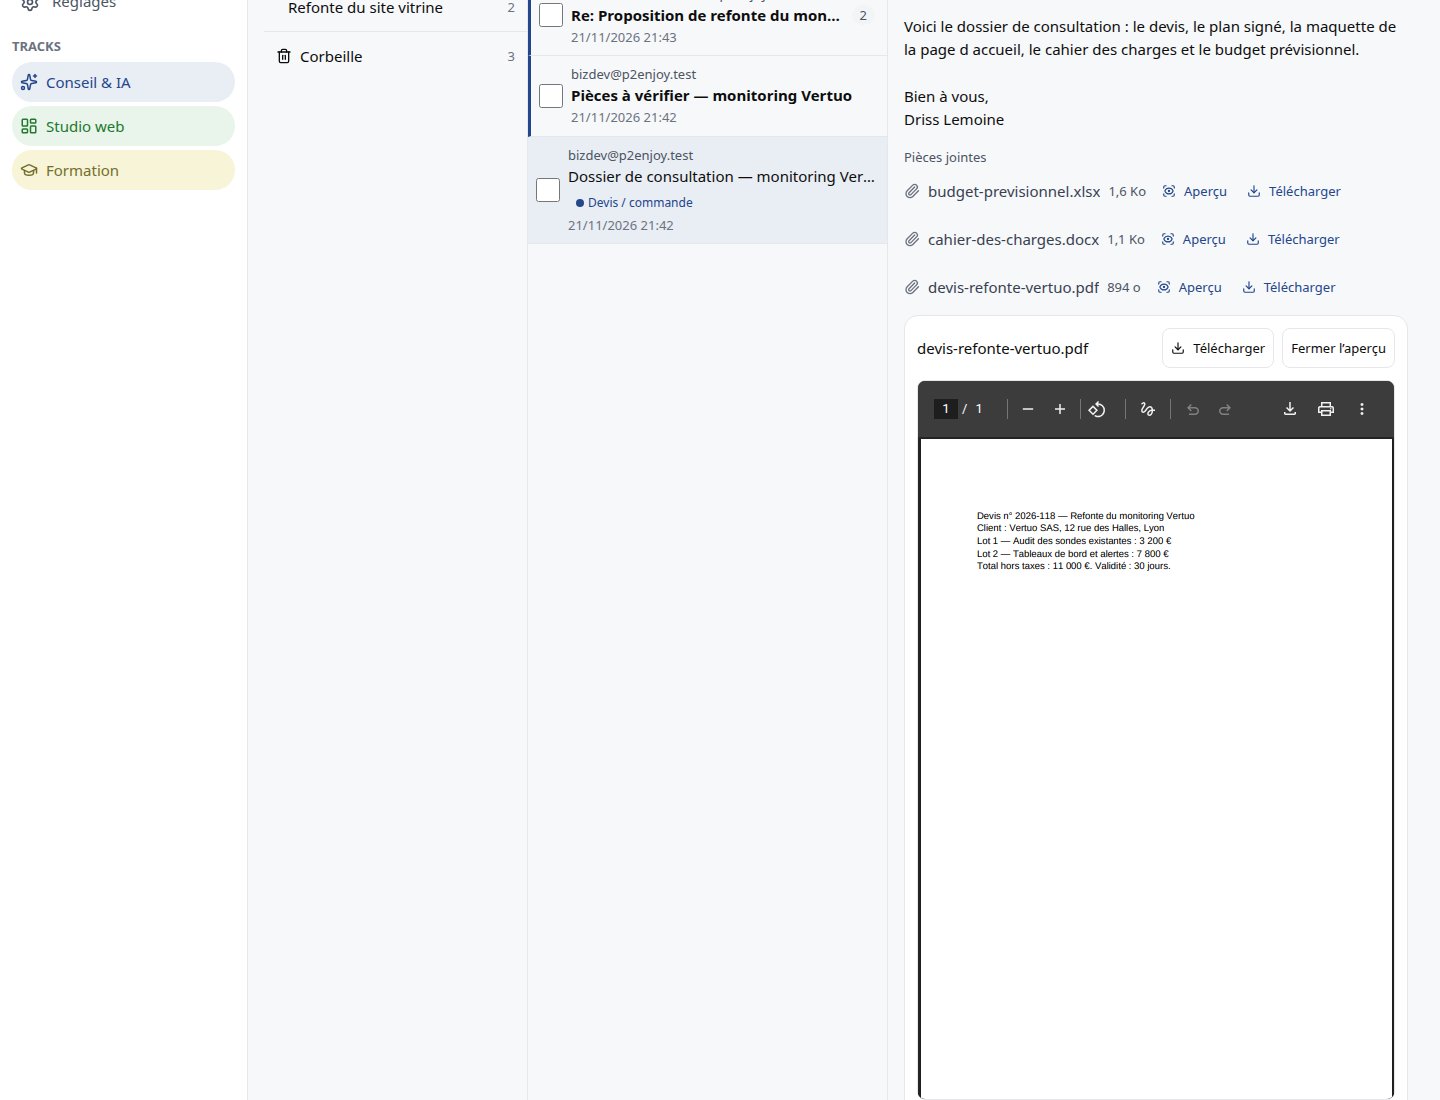 Réglages
TRACKS
Conseil & IA
Studio web
Formation
Refonte du site vitrine 2
Corbeille 3
Re: Proposition de refonte du mon... 2
21/11/2026 21:43
bizdev@p2enjoy.test
Pièces à vérifier — monitoring Vertuo
21/11/2026 21:42
bizdev@p2enjoy.test
Dossier de consultation — monitoring Ver...
Devis / commande
21/11/2026 21:42
Voici le dossier de consultation : le devis, le plan signé, la maquette de
la page d accueil, le cahier des charges et le budget prévisionnel.
Bien à vous,
Driss Lemoine
Pièces jointes
budget-previsionnel.xlsx 1,6 Ko Aperçu Télécharger
cahier-des-charges.docx 1,1 Ko Aperçu Télécharger
devis-refonte-vertuo.pdf 894 o Aperçu Télécharger
devis-refonte-vertuo.pdf Télécharger Fermer l’aperçu
1 / 1
Devis n° 2026-118 — Refonte du monitoring Vertuo
Client : Vertuo SAS, 12 rue des Halles, Lyon
Lot 1 — Audit des sondes existantes : 3 200 €
Lot 2 — Tableaux de bord et alertes : 7 800 €
Total hors taxes : 11 000 €. Validité : 30 jours.